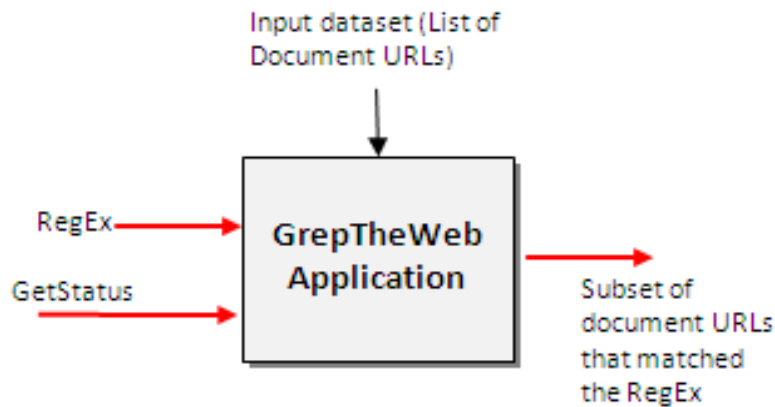 Input dataset (List of
Document URLs)
RegEx
GetStatus
GrepTheWeb
Application
Subset of
document URLs
that matched
the RegEx